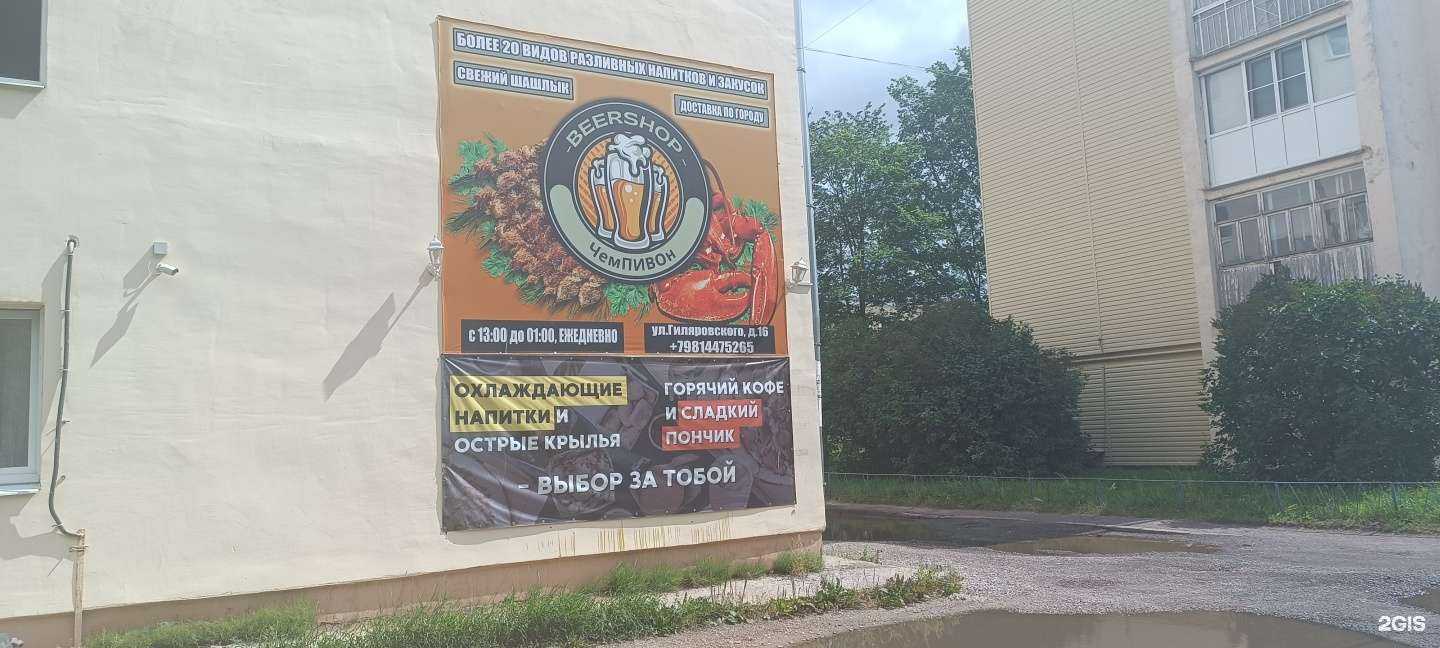 БОЛЕЕ 20 ВИДОВ РАЗЛИВНЫХ НАПИТКОВ И ЗАКУСОК
СВЕЖИЙ ШАШЛЫК
ДОСТАВКА ПО ГОРОДУ
-BEERSHOP-
ЧемПИВОН
с 13:00 до 01:00, ЕЖЕДНЕВНО
ул.Гиляровского, д.16
+79814475265
ОХЛАЖДАЮЩИЕ
НАПИТКИ И
ОСТРЫЕ КРЫЛЬЯ
ГОРЯЧИЙ КОФЕ
И СЛАДКИЙ
ПОНЧИК
- ВЫБОР ЗА ТОБОЙ
2GIS